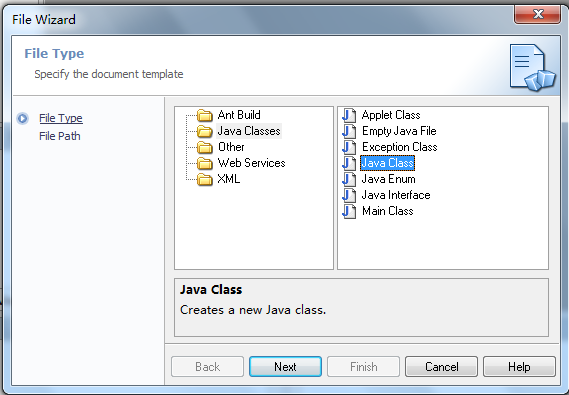 File Wizard
File Type
Specify the document template
File Type
File Path
Ant Build
Java Classes
Other
Web Services
XML
Applet Class
Empty Java File
Exception Class
Java Class
Java Enum
Java Interface
Main Class
Java Class
Creates a new Java class.
Back Next Finish Cancel Help